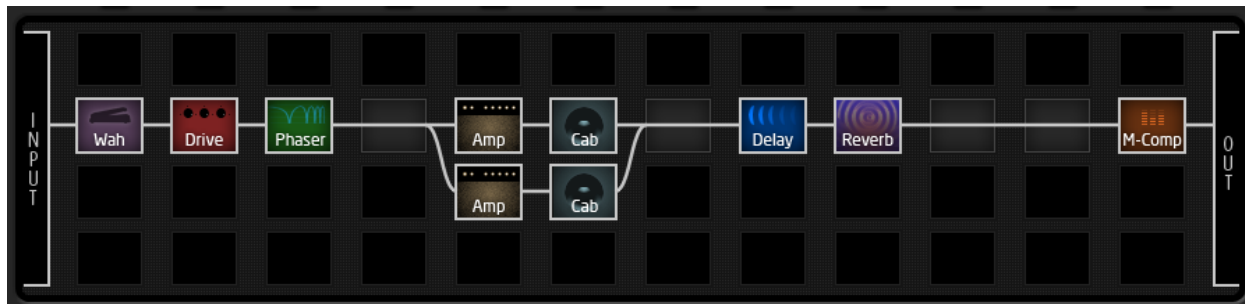 INPUT
Wah
Drive
Phaser
Amp
Cab
Delay
Reverb
M-Comp
OUT
Amp
Cab